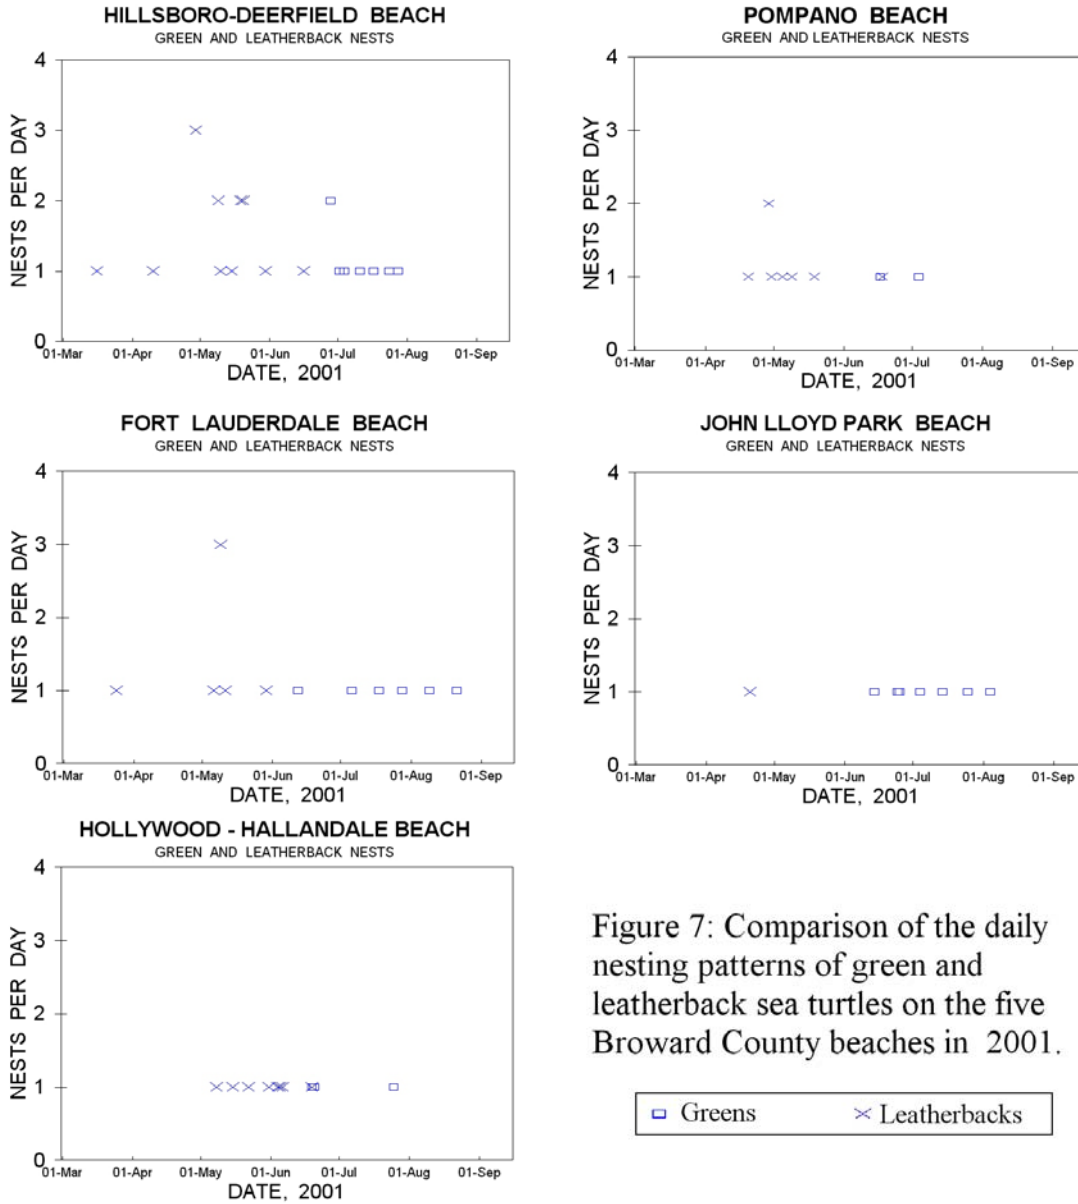 HILLSBORO-DEERFIELD BEACH
GREEN AND LEATHERBACK NESTS
4
3
2
1
0
NESTS PER DAY
01-Mar 01-Apr 01-May 01-Jun 01-Jul 01-Aug 01-Sep
DATE, 2001
POMPANO BEACH
GREEN AND LEATHERBACK NESTS
4
3
2
1
0
NESTS PER DAY
01-Mar 01-Apr 01-May 01-Jun 01-Jul 01-Aug 01-Sep
DATE, 2001
FORT LAUDERDALE BEACH
GREEN AND LEATHERBACK NESTS
4
3
2
1
0
NESTS PER DAY
01-Mar 01-Apr 01-May 01-Jun 01-Jul 01-Aug 01-Sep
DATE, 2001
JOHN LLOYD PARK BEACH
GREEN AND LEATHERBACK NESTS
4
3
2
1
0
NESTS PER DAY
01-Mar 01-Apr 01-May 01-Jun 01-Jul 01-Aug 01-Sep
DATE, 2001
HOLLYWOOD - HALLANDALE BEACH
GREEN AND LEATHERBACK NESTS
4
3
2
1
0
NESTS PER DAY
01-Mar 01-Apr 01-May 01-Jun 01-Jul 01-Aug 01-Sep
DATE, 2001
Figure 7: Comparison of the daily
nesting patterns of green and
leatherback sea turtles on the five
Broward County beaches in 2001.
Greens Leatherbacks